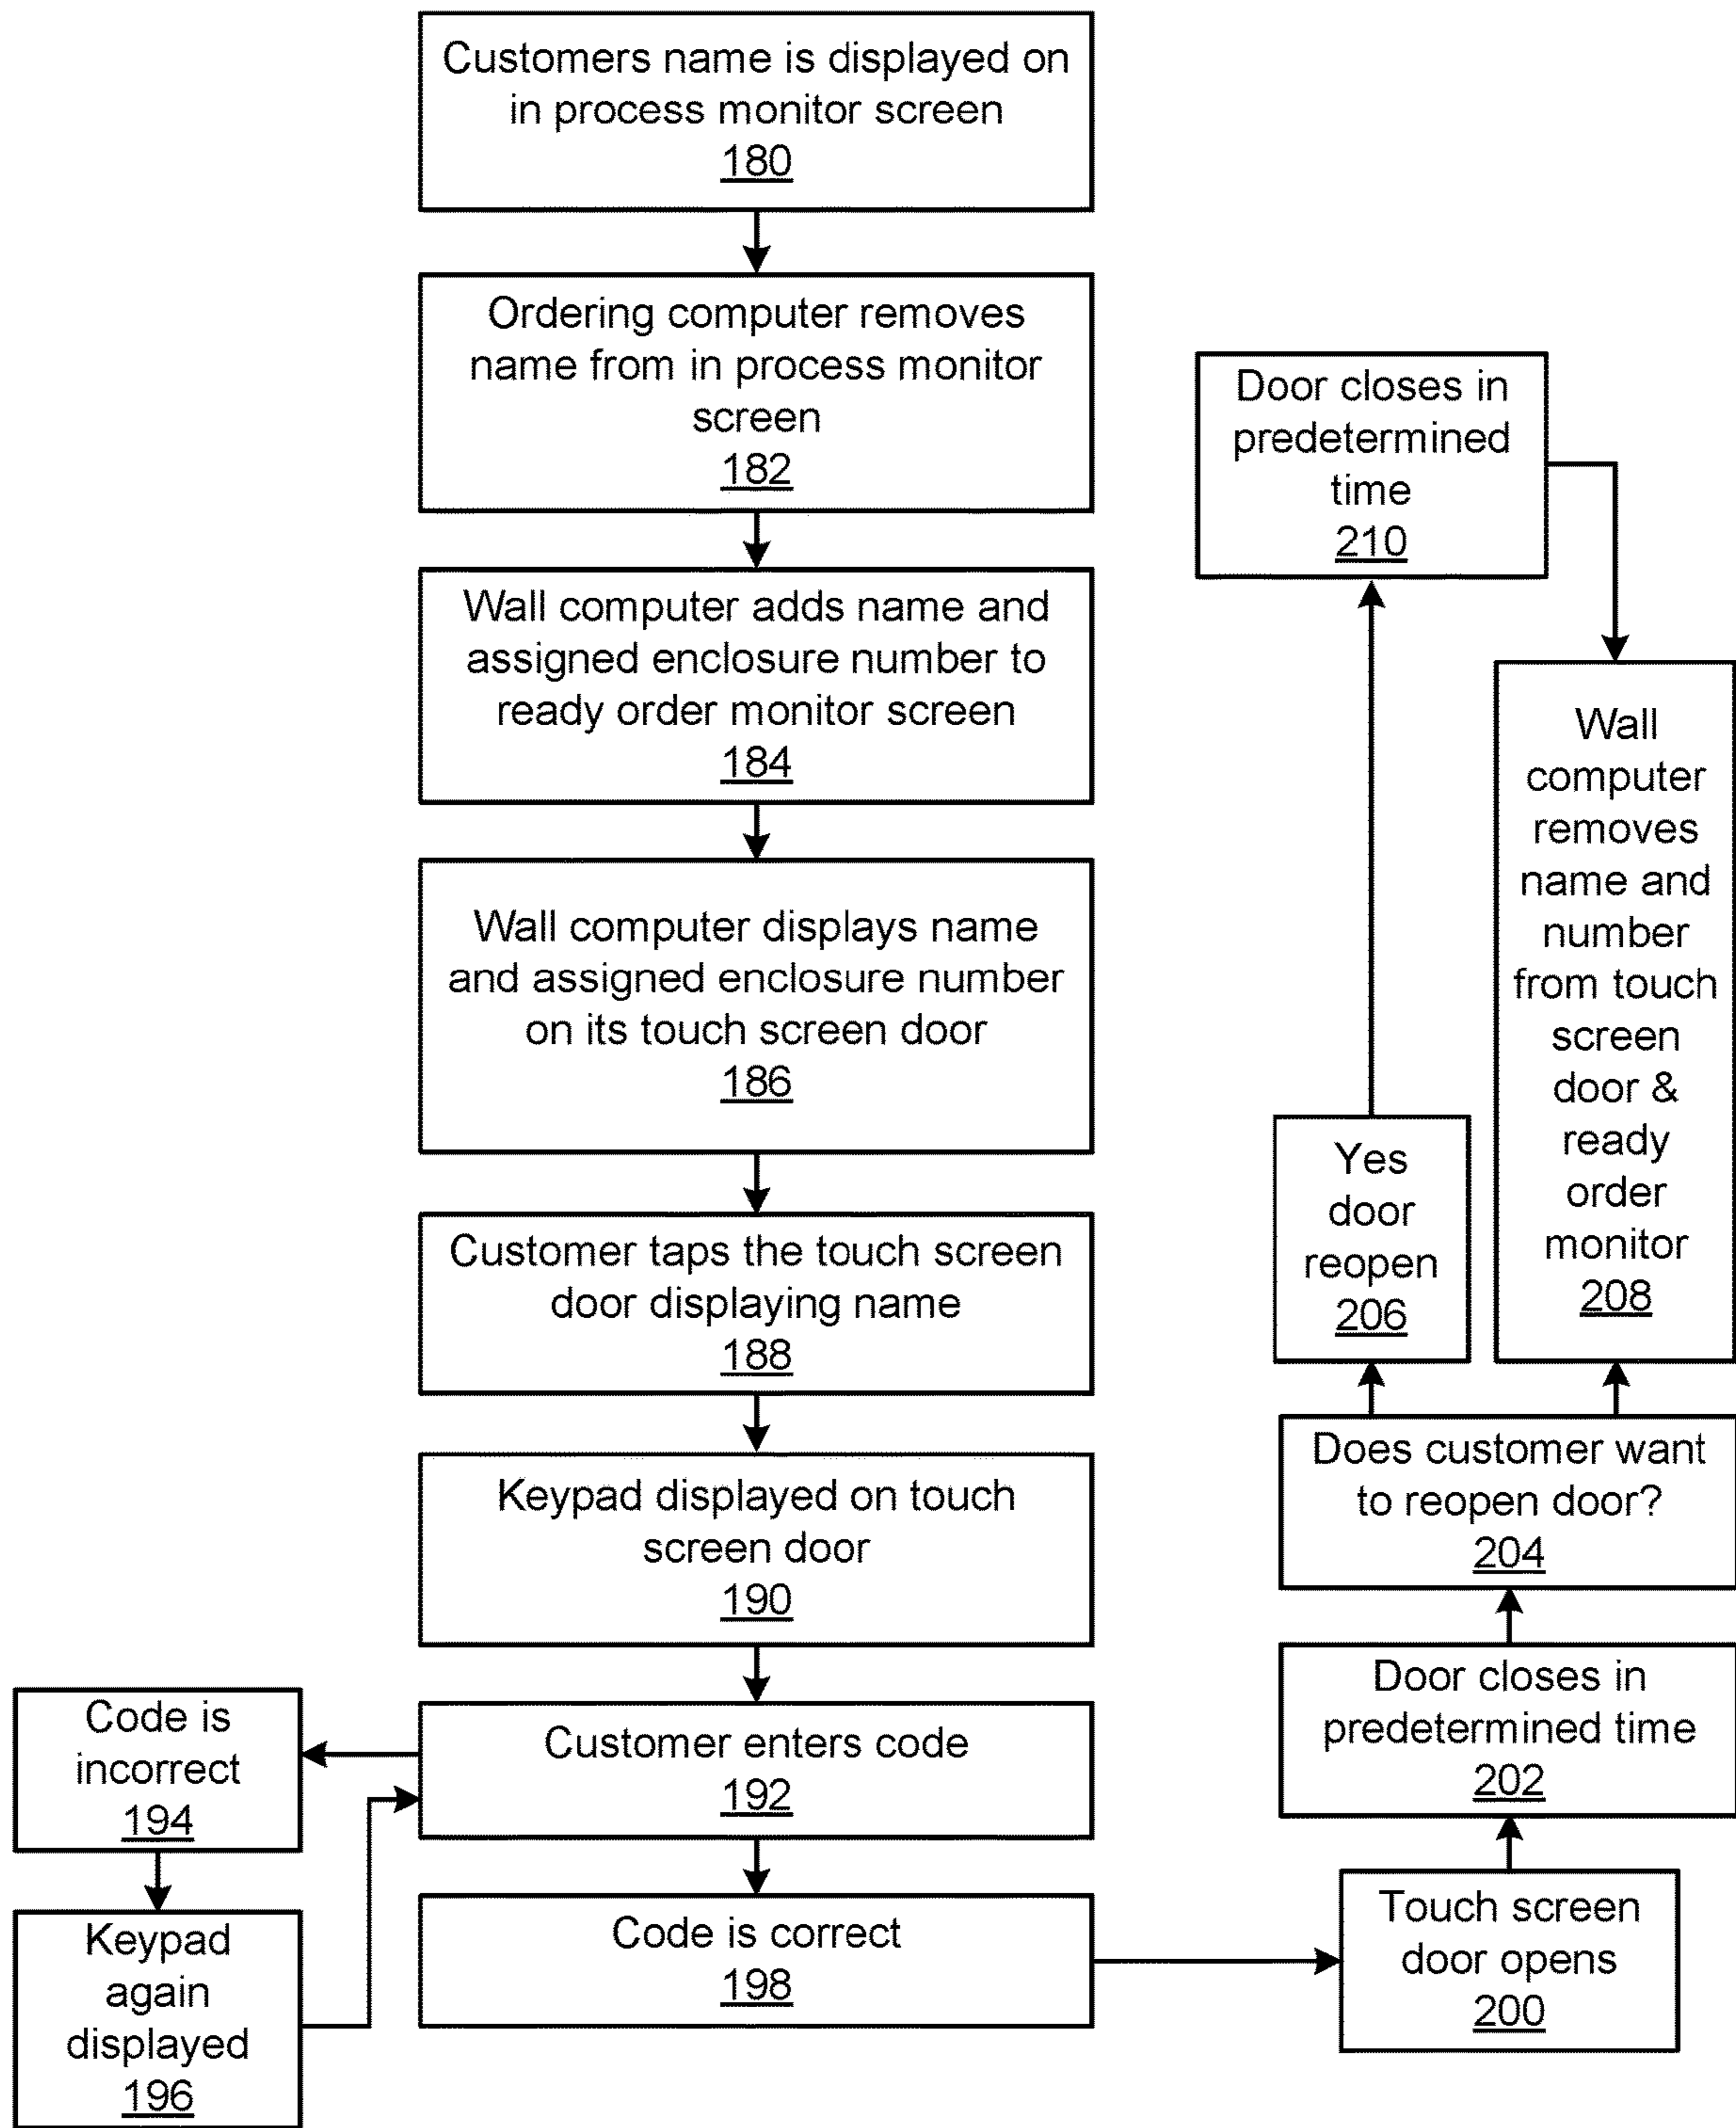 Customers name is displayed on
in process monitor screen
180
Ordering computer removes
name from in process monitor
screen
182
Wall computer adds name and
assigned enclosure number to
ready order monitor screen
184
Wall computer displays name
and assigned enclosure number
on its touch screen door
186
Customer taps the touch screen
door displaying name
188
Keypad displayed on touch
screen door
190
Customer enters code
192
Code is
incorrect
194
Keypad
again
displayed
196
Code is correct
198
Touch screen
door opens
200
Door closes in
predetermined time
202
Does customer want
to reopen door?
204
Yes
door
reopen
206
Door closes in
predetermined
time
210
Wall
computer
removes
name and
number
from touch
screen
door &
ready
order
monitor
208